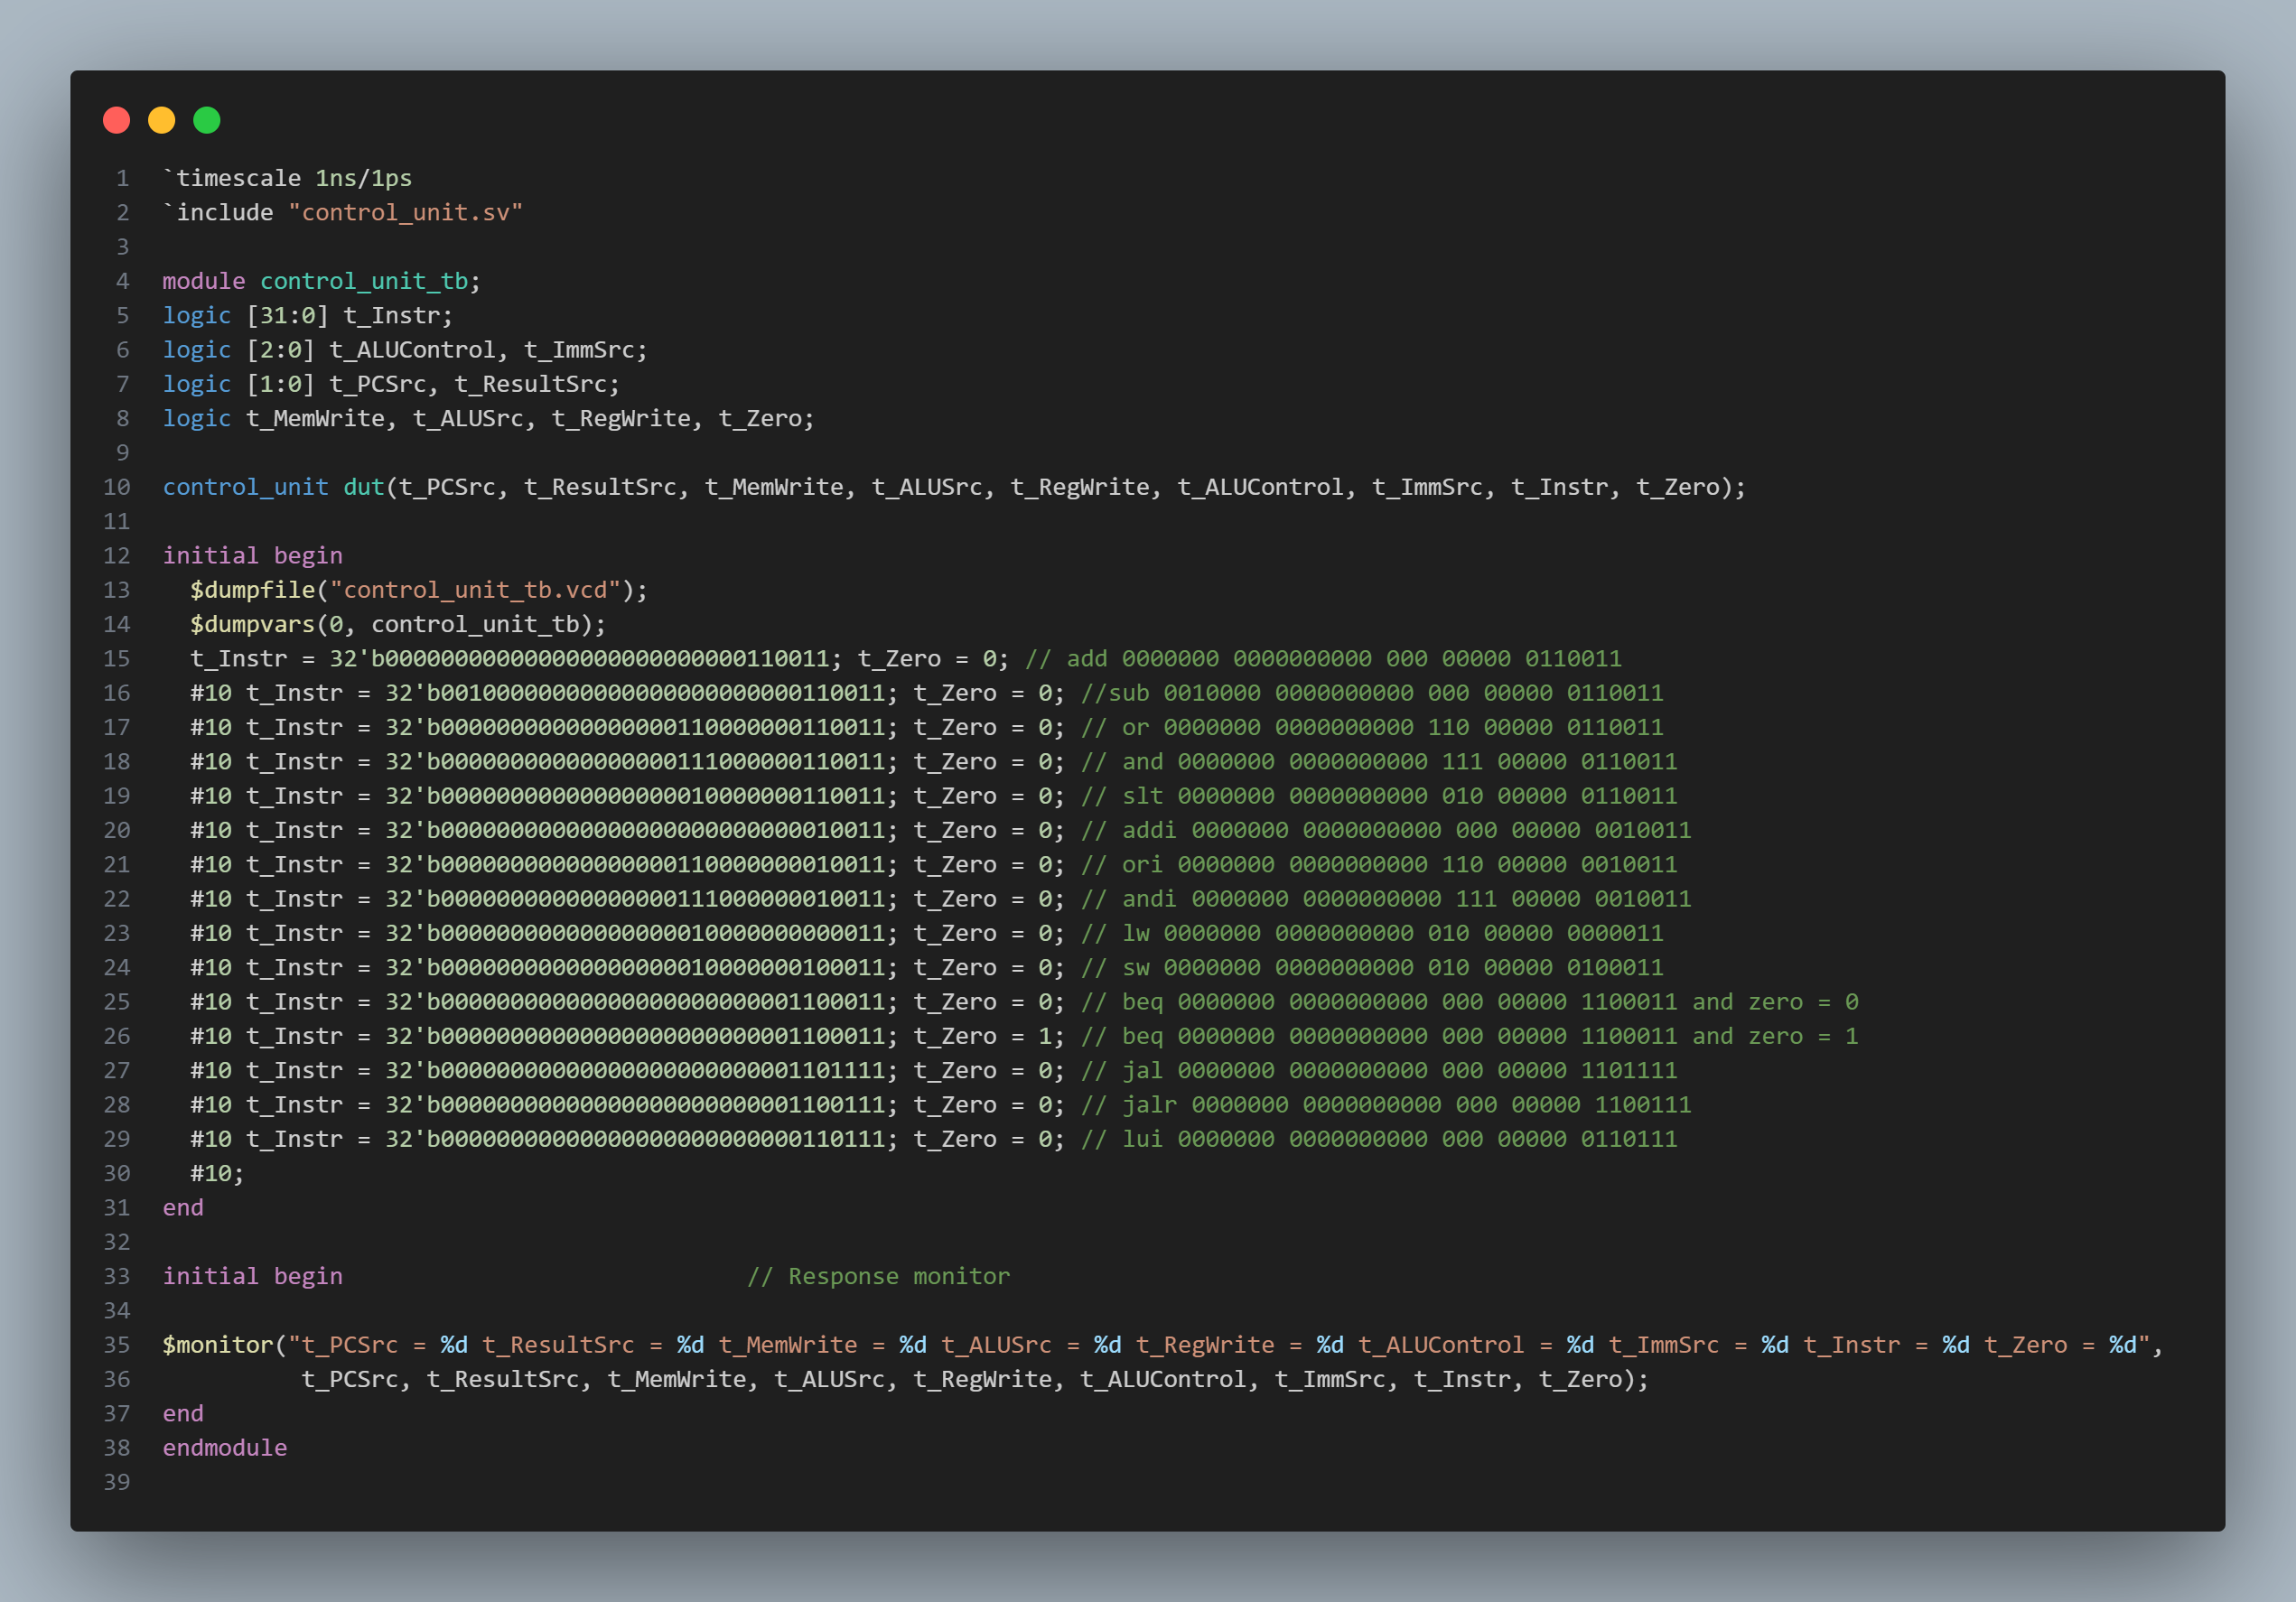 1 `timescale 1ns/1ps
2 `include "control_unit.sv"
3
4 module control_unit_tb;
5 logic [31:0] t_Instr;
6 logic [2:0] t_ALUControl, t_ImmSrc;
7 logic [1:0] t_PCSrc, t_ResultSrc;
8 logic t_MemWrite, t_ALUSrc, t_RegWrite, t_Zero;
9
10 control_unit dut(t_PCSrc, t_ResultSrc, t_MemWrite, t_ALUSrc, t_RegWrite, t_ALUControl, t_ImmSrc, t_Instr, t_Zero);
11
12 initial begin
13   $dumpfile("control_unit_tb.vcd");
14   $dumpvars(0, control_unit_tb);
15   t_Instr = 32'b00000000000000000000000000110011; t_Zero = 0; // add 0000000 0000000000 000 00000 0110011
16   #10 t_Instr = 32'b00100000000000000000000000110011; t_Zero = 0; //sub 0010000 0000000000 000 00000 0110011
17   #10 t_Instr = 32'b00000000000000000110000000110011; t_Zero = 0; // or 0000000 0000000000 110 00000 0110011
18   #10 t_Instr = 32'b00000000000000000111000000110011; t_Zero = 0; // and 0000000 0000000000 111 00000 0110011
19   #10 t_Instr = 32'b00000000000000000010000000110011; t_Zero = 0; // slt 0000000 0000000000 010 00000 0110011
20   #10 t_Instr = 32'b00000000000000000000000000010011; t_Zero = 0; // addi 0000000 0000000000 000 00000 0010011
21   #10 t_Instr = 32'b00000000000000000110000000010011; t_Zero = 0; // ori 0000000 0000000000 110 00000 0010011
22   #10 t_Instr = 32'b00000000000000000111000000010011; t_Zero = 0; // andi 0000000 0000000000 111 00000 0010011
23   #10 t_Instr = 32'b00000000000000000010000000000011; t_Zero = 0; // lw 0000000 0000000000 010 00000 0000011
24   #10 t_Instr = 32'b00000000000000000010000000100011; t_Zero = 0; // sw 0000000 0000000000 010 00000 0100011
25   #10 t_Instr = 32'b00000000000000000000000001100011; t_Zero = 0; // beq 0000000 0000000000 000 00000 1100011 and zero = 0
26   #10 t_Instr = 32'b00000000000000000000000001100011; t_Zero = 1; // beq 0000000 0000000000 000 00000 1100011 and zero = 1
27   #10 t_Instr = 32'b00000000000000000000000001101111; t_Zero = 0; // jal 0000000 0000000000 000 00000 1101111
28   #10 t_Instr = 32'b00000000000000000000000001100111; t_Zero = 0; // jalr 0000000 0000000000 000 00000 1100111
29   #10 t_Instr = 32'b00000000000000000000000000110111; t_Zero = 0; // lui 0000000 0000000000 000 00000 0110111
30   #10;
31 end
32
33 initial begin                             // Response monitor
34
35 $monitor("t_PCSrc = %d t_ResultSrc = %d t_MemWrite = %d t_ALUSrc = %d t_RegWrite = %d t_ALUControl = %d t_ImmSrc = %d t_Instr = %d t_Zero = %d",
36           t_PCSrc, t_ResultSrc, t_MemWrite, t_ALUSrc, t_RegWrite, t_ALUControl, t_ImmSrc, t_Instr, t_Zero);
37 end
38 endmodule
39